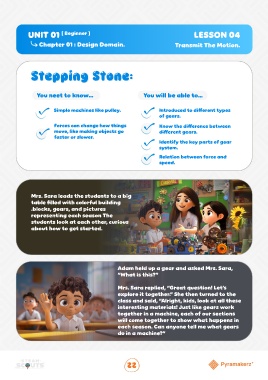 UNIT 01 [ Beginner ]
LESSON 04
Chapter 01 : Design Domain.
Transmit The Motion.
Stepping Stone:
You need to know...
You will be able to...
Simple machines like pulley.
Forces can change how things
move, like making objects go
faster or slower.
Introduced to different types
of gears.
Know the difference between
different gears.
Identify the key parts of gear
system.
Relation between force and
speed.
Mrs. Sara leads the students to a big
table filled with colorful building
blocks, gears, and pictures
representing each season The
students look at each other, curious
about how to get started.
Adam held up a gear and asked Mrs. Sara,
"What is this?"
Mrs. Sara replied, "Great question! Let's
explore it together." She then turned to the
class and said, "Alright, kids, look at all these
interesting materials! Just like gears work
together in a machine, each of our sections
will come together to show what happens in
each season. Can anyone tell me what gears
do in a machine?"
22
Pyramakerz